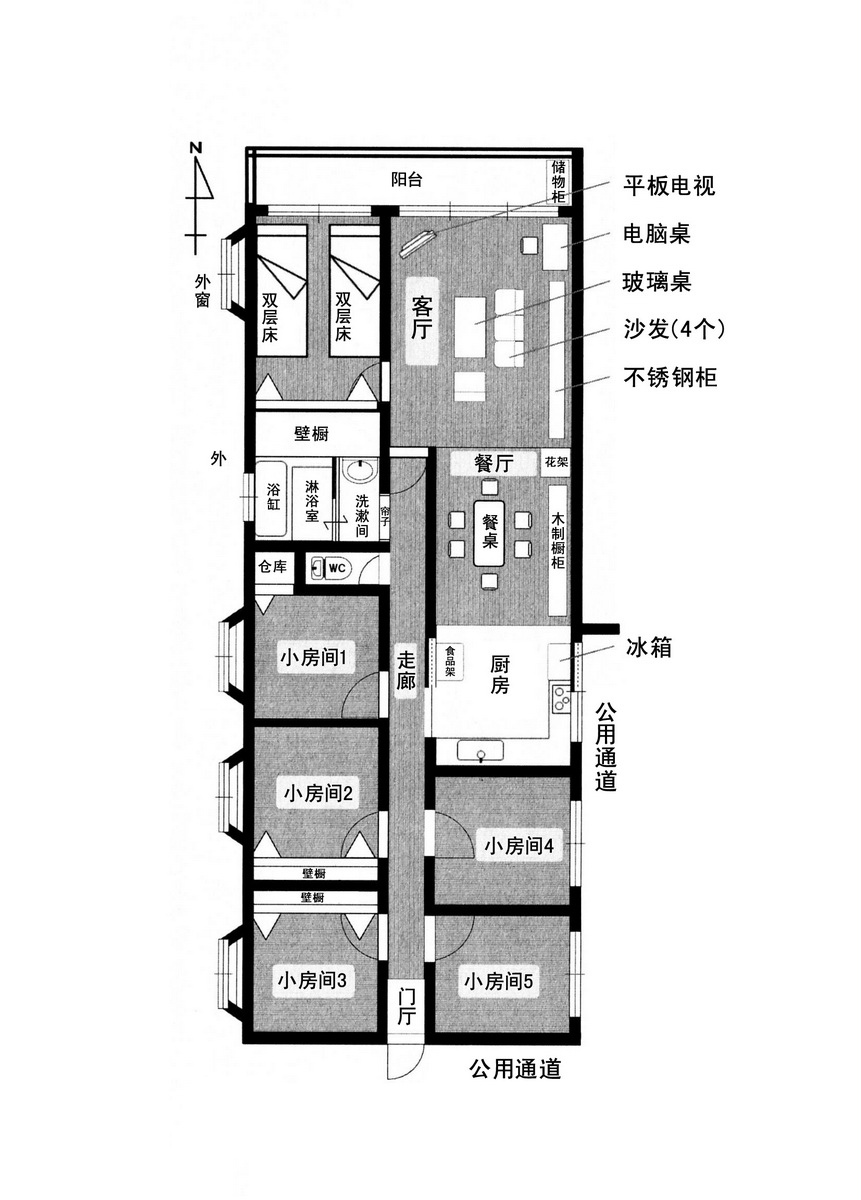 N
阳台
储物柜
平板电视
电脑桌
玻璃桌
沙发(4个)
不锈钢柜
外窗
双层床
双层床
客厅
壁橱
外
餐厅
花架
浴缸
淋浴室
洗漱间
帘子
餐桌
木制橱柜
仓库
WC
小房间1
走廊
食品架
厨房
冰箱
公用通道
小房间2
壁橱
小房间4
壁橱
小房间3
小房间5
门厅
公用通道